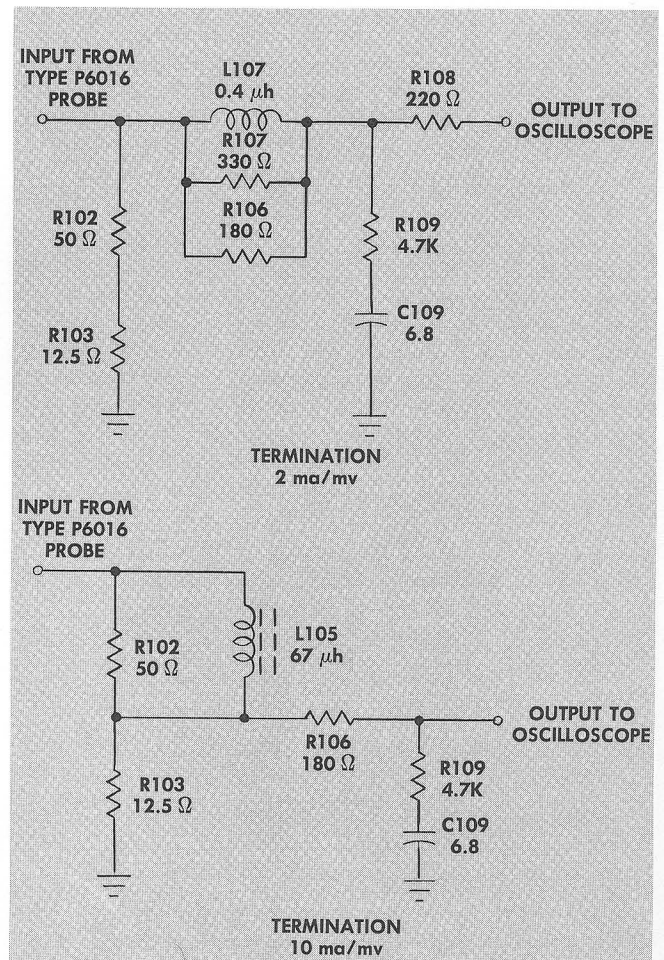 INPUT FROM
TYPE P6016
PROBE
L107
0.4 μh
R107
330 Ω
R106
180 Ω
R108
220 Ω
OUTPUT TO
OSCILLOSCOPE
R102
50 Ω
R103
12.5 Ω
R109
4.7K
C109
6.8
TERMINATION
2 ma/mv
INPUT FROM
TYPE P6016
PROBE
R102
50 Ω
L105
67 μh
R103
12.5 Ω
R106
180 Ω
OUTPUT TO
OSCILLOSCOPE
R109
4.7K
C109
6.8
TERMINATION
10 ma/mv